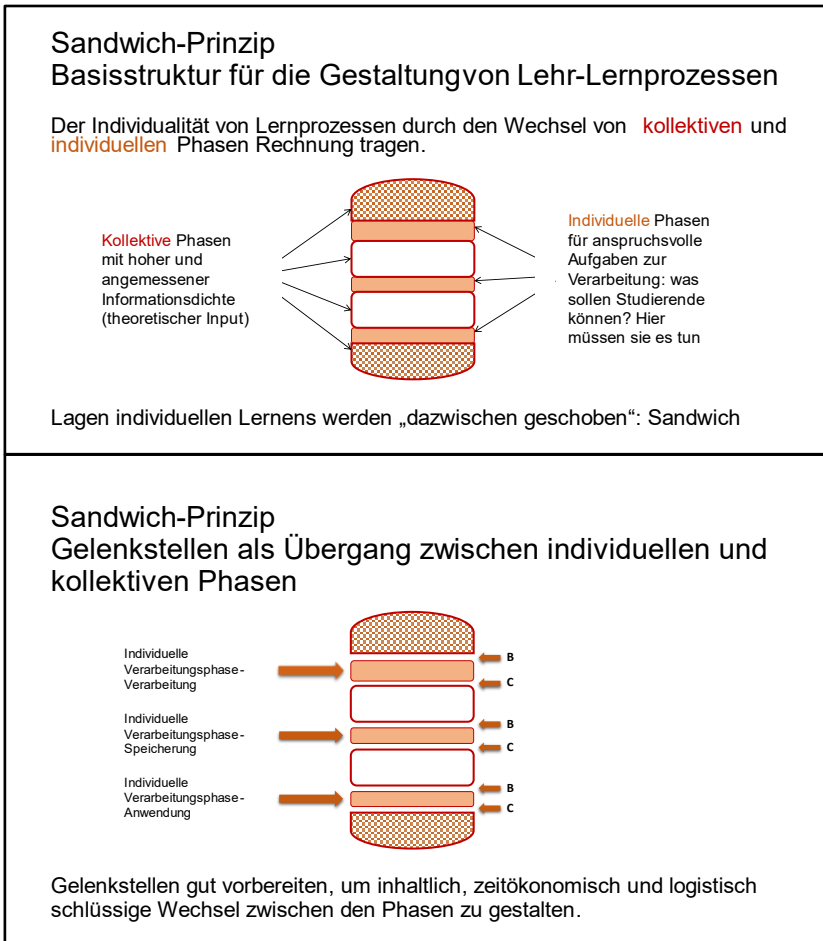 Sandwich-Prinzip
Basisstruktur für die Gestaltungvon Lehr-Lernprozessen
Der Individualität von Lernprozessen durch den Wechsel von kollektiven und
individuellen Phasen Rechnung tragen.
Kollektive Phasen
mit hoher und
angemessener
Informationsdichte
(theoretischer Input)
Individuelle Phasen
für anspruchsvolle
Aufgaben zur
Verarbeitung: was
sollen Studierende
können? Hier
müssen sie es tun
Lagen individuellen Lernens werden „dazwischen geschoben“: Sandwich
Sandwich-Prinzip
Gelenkstellen als Übergang zwischen individuellen und
kollektiven Phasen
Individuelle
Verarbeitungsphase-
Verarbeitung
B
C
Individuelle
Verarbeitungsphase-
Speicherung
B
C
Individuelle
Verarbeitungsphase-
Anwendung
B
C
Gelenkstellen gut vorbereiten, um inhaltlich, zeitökonomisch und logistisch
schlüssige Wechsel zwischen den Phasen zu gestalten.